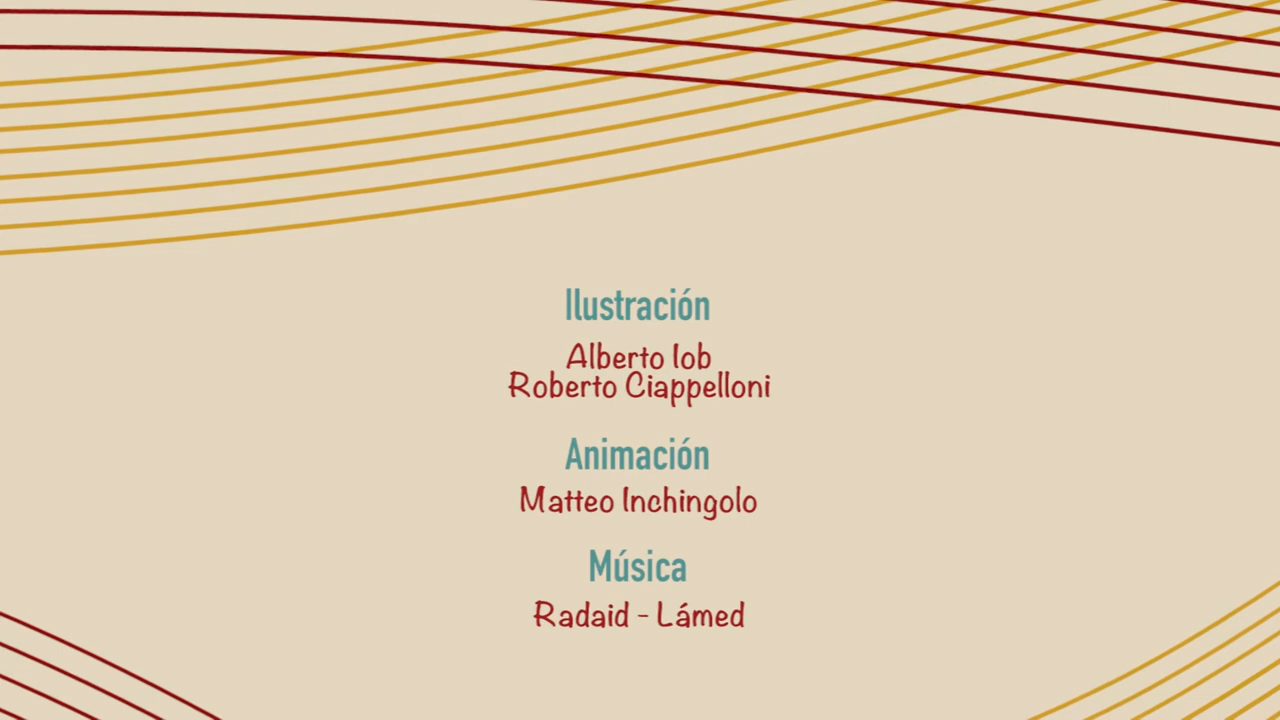 Ilustración
Alberto Iob
Roberto Ciappelloni
Animación
Matteo Inchingolo
Música
Radaid - Lámed